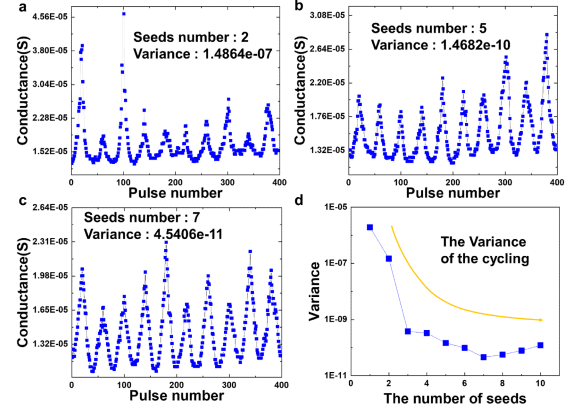 a
Seeds number : 2
Variance : 1.4864e-07
Conductance(S)
4.56E-05
3.80E-05
3.04E-05
2.28E-05
1.52E-05
0 100 200 300 400
Pulse number
b
Seeds number : 5
Variance : 1.4682e-10
Conductance(S)
3.08E-05
2.64E-05
2.20E-05
1.76E-05
1.32E-05
0 100 200 300 400
Pulse number
c
Seeds number : 7
Variance : 4.5406e-11
Conductance(S)
2.64E-05
2.31E-05
1.98E-05
1.65E-05
1.32E-05
0 100 200 300 400
Pulse number
d
The Variance
of the cycling
Variance
1E-05
1E-07
1E-09
1E-11
0 2 4 6 8 10
The number of seeds